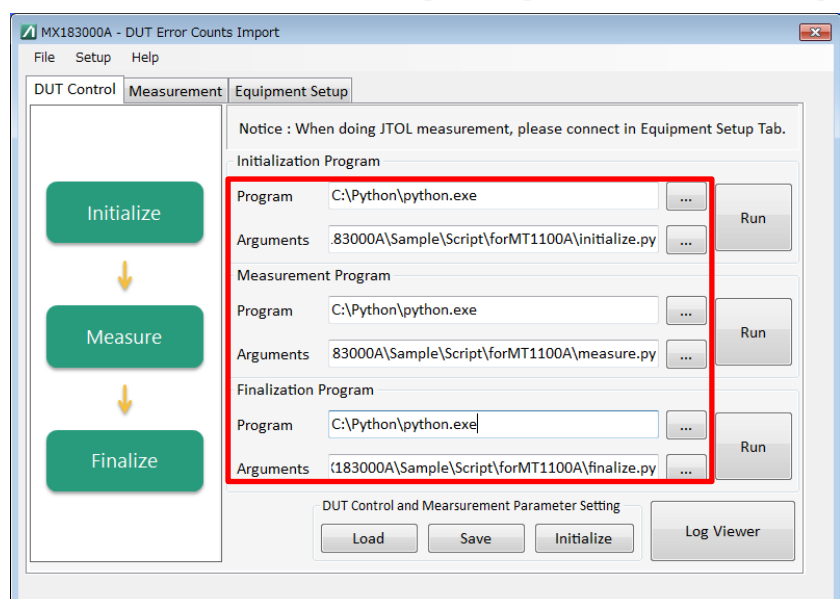 MX183000A - DUT Error Counts Import
File Setup Help
DUT Control Measurement Equipment Setup
Notice : When doing JTOL measurement, please connect in Equipment Setup Tab.
Initialization Program
Program C:\Python\python.exe ...
Arguments .83000A\Sample\Script\forMT1100A\initialize.py ...
Run
Initialize
Measurement Program
Program C:\Python\python.exe ...
Arguments 83000A\Sample\Script\forMT1100A\measure.py ...
Run
Measure
Finalization Program
Program C:\Python\python.exe ...
Arguments X183000A\Sample\Script\forMT1100A\finalize.py ...
Run
Finalize
DUT Control and Mearsurement Parameter Setting
Load Save Initialize
Log Viewer